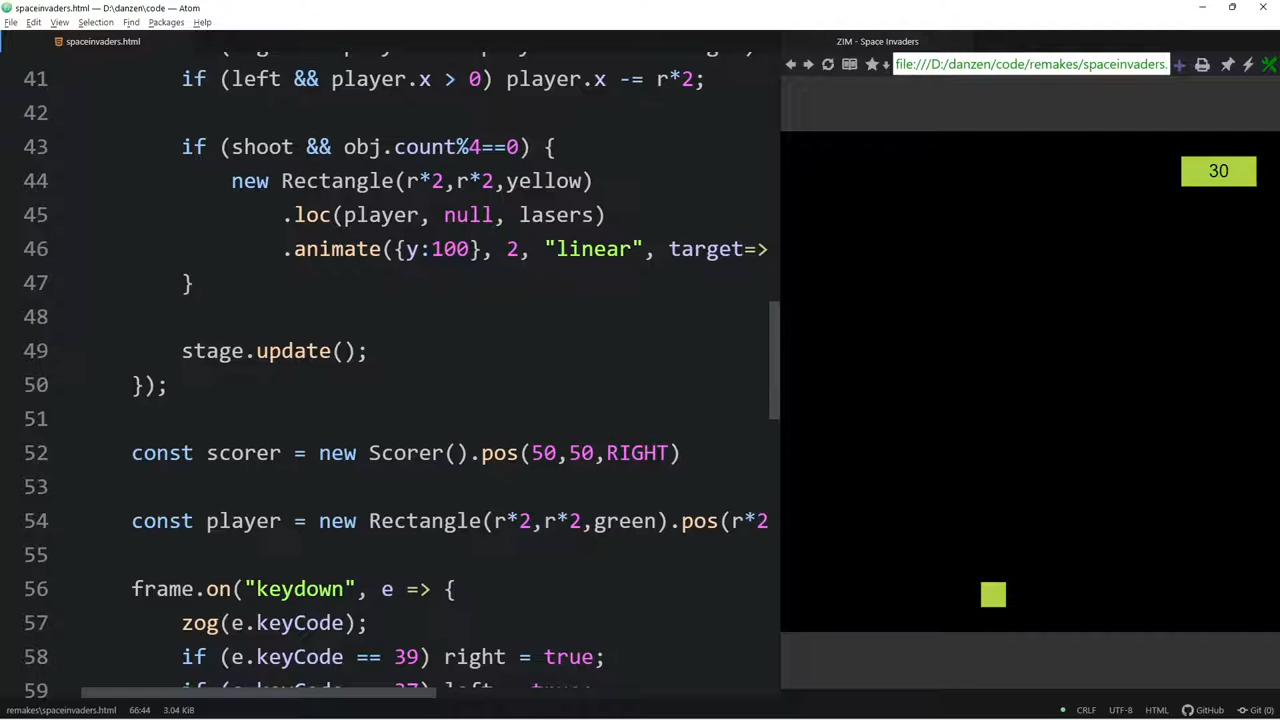 spaceinvaders.html — D:\danzen\code — Atom
File Edit View Selection Find Packages Help
spaceinvaders.html
ZIM - Space Invaders
file:///D:/danzen/code/remakes/spaceinvaders.
41 if (left && player.x > 0) player.x -= r*2;
42
43 if (shoot && obj.count%4==0) {
44 new Rectangle(r*2,r*2,yellow)
45 .loc(player, null, lasers)
46 .animate({y:100}, 2, "linear", target=>
47 }
48
49 stage.update();
50 });
51
52 const scorer = new Scorer().pos(50,50,RIGHT)
53
54 const player = new Rectangle(r*2,r*2,green).pos(r*2
55
56 frame.on("keydown", e => {
57 zog(e.keyCode);
58 if (e.keyCode == 39) right = true;
59
30
remakes\spaceinvaders.html 66:44 3.04 KiB
CRLF UTF-8 HTML GitHub Git (0)